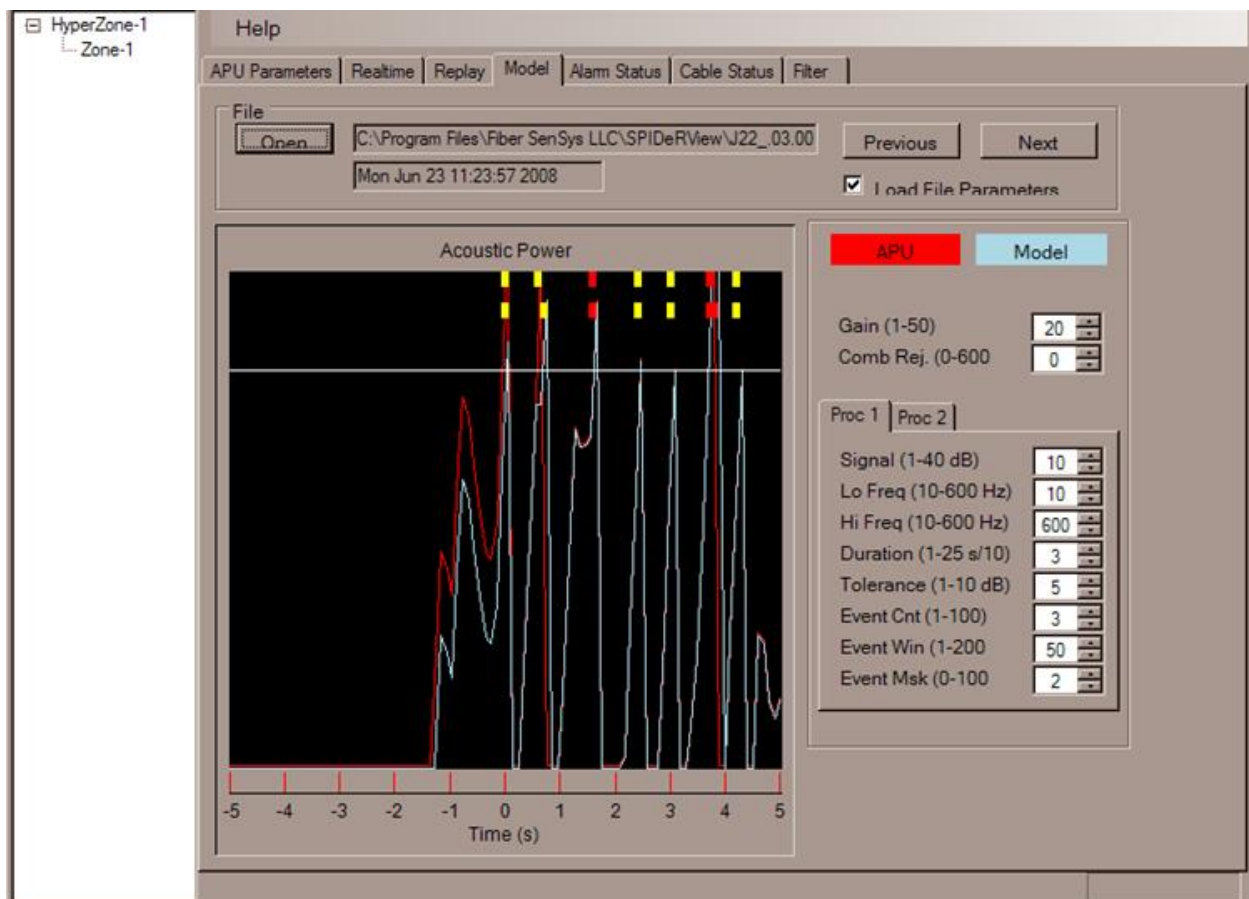 HyperZone-1
Zone-1
Help
APU Parameters Realtime Replay Model Alarm Status Cable Status Filter
File
Open C:\Program Files\Fiber SenSys LLC\SPIDeRView\J22_.03.00 Previous Next
Mon Jun 23 11:23:57 2008 Load File Parameters
Acoustic Power
APU Model
Gain (1-50) 20
Comb Rej. (0-600 0
Proc 1 Proc 2
Signal (1-40 dB) 10
Lo Freq (10-600 Hz) 10
Hi Freq (10-600 Hz) 600
Duration (1-25 s/10) 3
Tolerance (1-10 dB) 5
Event Cnt (1-100) 3
Event Win (1-200 50
Event Msk (0-100 2
-5 -4 -3 -2 -1 0 1 2 3 4 5
Time (s)